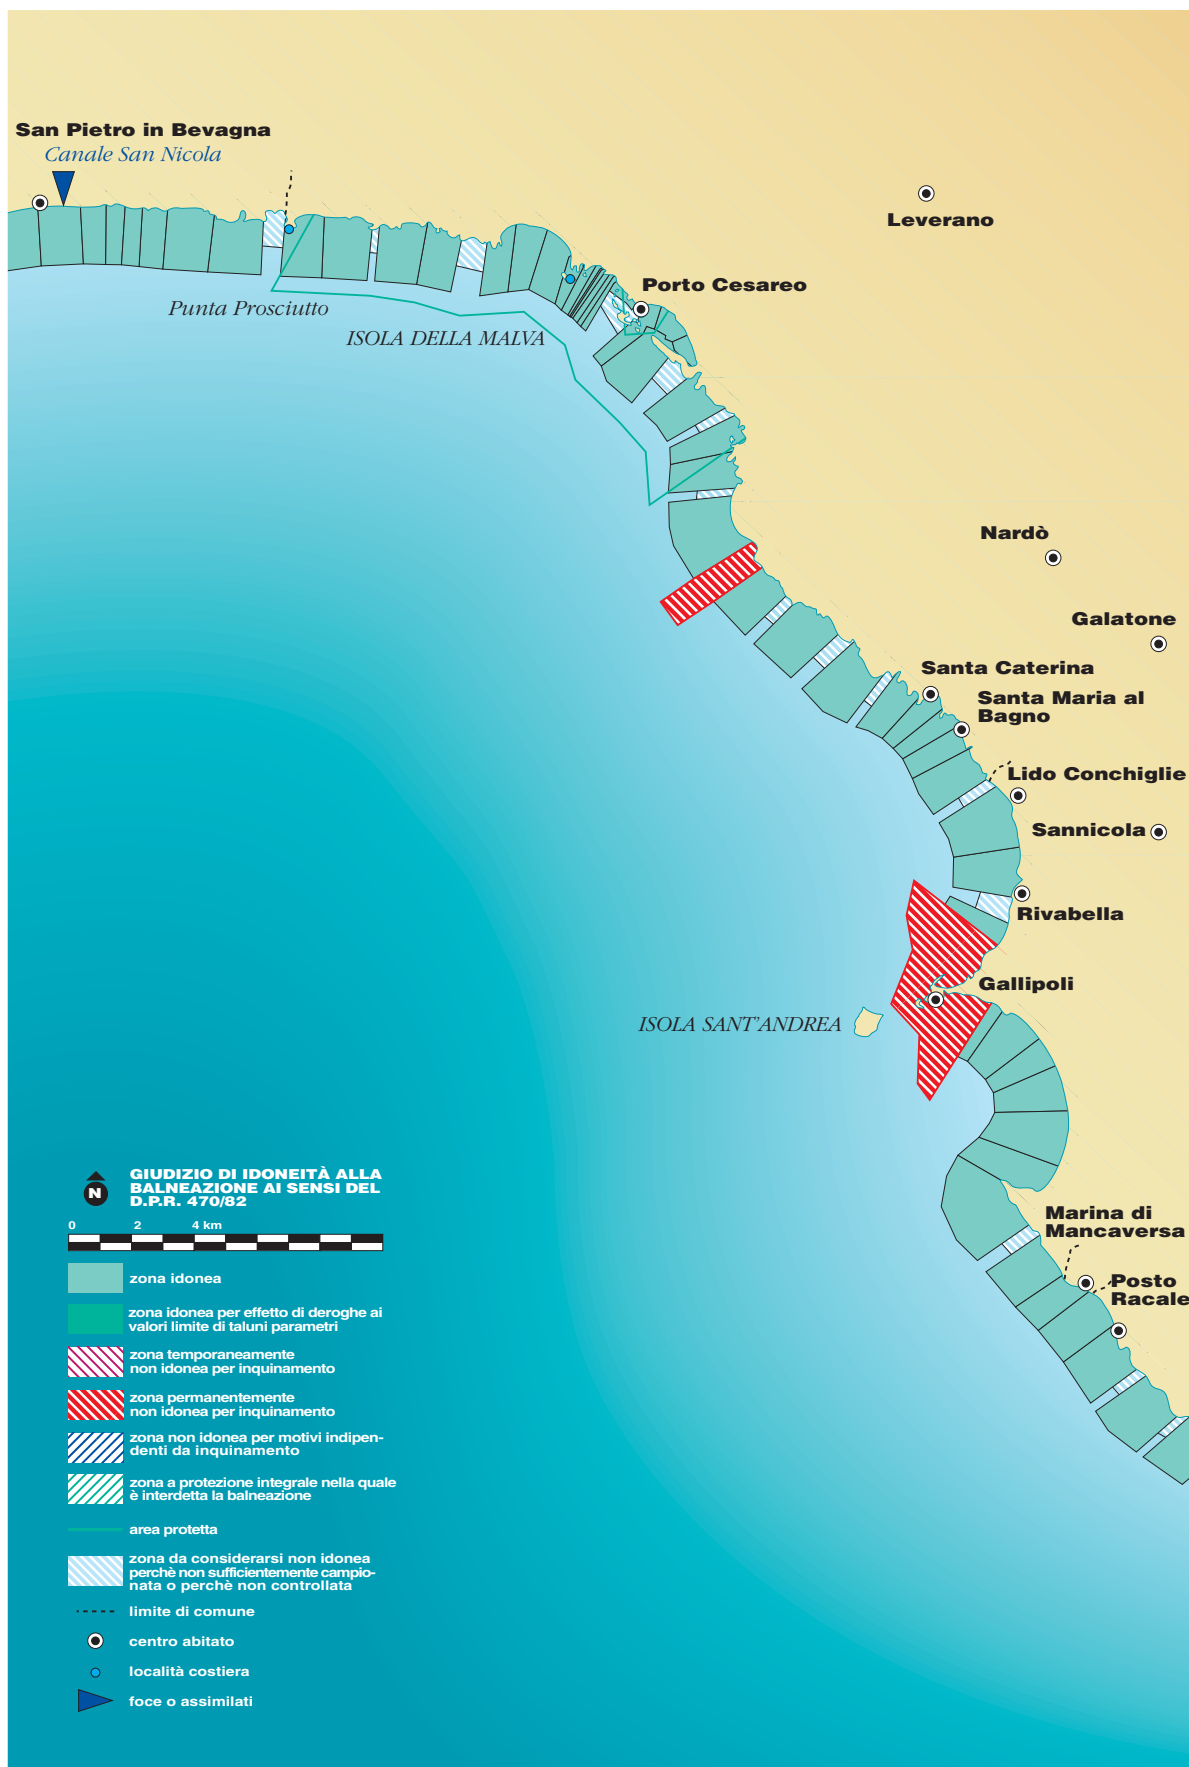 San Pietro in Bevagna
Canale San Nicola
Leverano
Porto Cesareo
Punta Prosciutto
ISOLA DELLA MALVA
Nardò
Galatone
Santa Caterina
Santa Maria al
Bagno
Lido Conchiglie
Sannicola
Rivabella
Gallipoli
ISOLA SANT'ANDREA
Marina di
Mancaversa
Posto
Racale
N
GIUDIZIO DI IDONEITÀ ALLA
BALNEAZIONE AI SENSI DEL
D.P.R. 470/82
0 2 4 km
zona idonea
zona idonea per effetto di deroghe ai
valori limite di taluni parametri
zona temporaneamente
non idonea per inquinamento
zona permanentemente
non idonea per inquinamento
zona non idonea per motivi indipen-
denti da inquinamento
zona a protezione integrale nella quale
è interdetta la balneazione
area protetta
zona da considerarsi non idonea
perchè non sufficientemente campio-
nata o perchè non controllata
limite di comune
centro abitato
località costiera
foce o assimilati